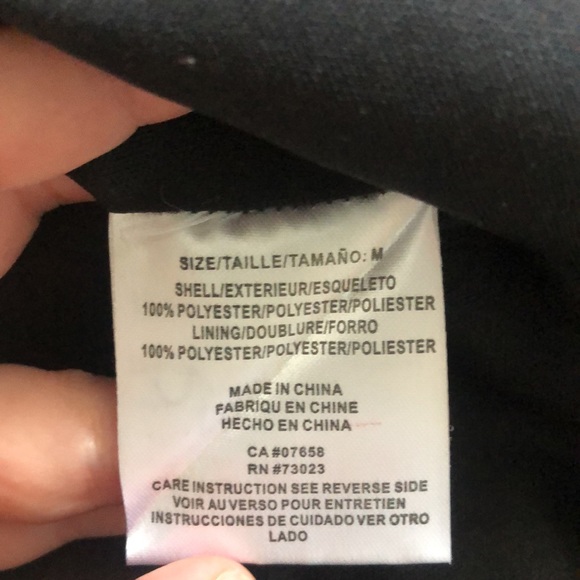 SIZE/TAILLE/TAMAÑO: M
SHELL/EXTERIEUR/ESQUELETO
100% POLYESTER/POLYESTER/POLIESTER
LINING/DOUBLURE/FORRO
100% POLYESTER/POLYESTER/POLIESTER
MADE IN CHINA
FABRIQU EN CHINE
HECHO EN CHINA
CA #07658
RN #73023
CARE INSTRUCTION SEE REVERSE SIDE
VOIR AU VERSO POUR ENTRETIEN
INSTRUCCIONES DE CUIDADO VER OTRO
LADO